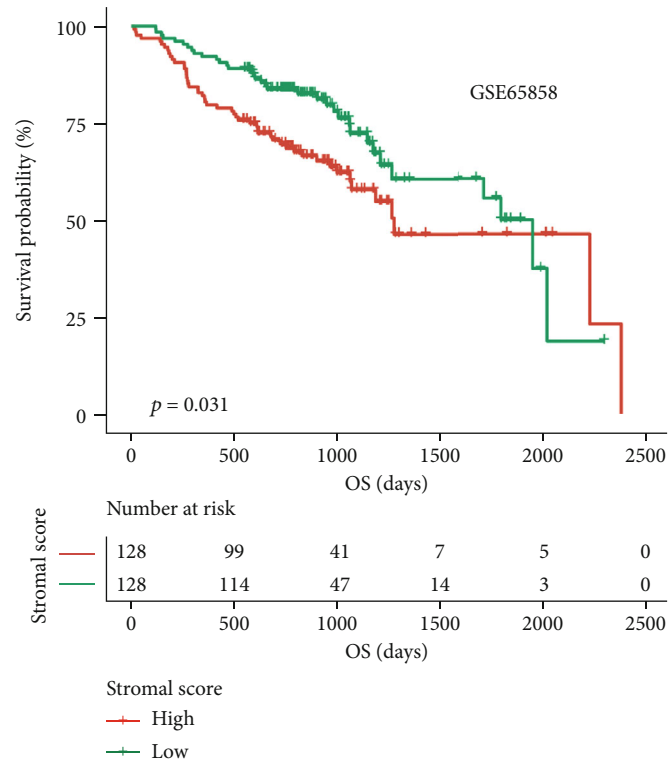 100
75
50
25
0
Survival probability (%)
GSE65858
p = 0.031
0 500 1000 1500 2000 2500
OS (days)
Number at risk
Stromal score
128 99 41 7 5 0
128 114 47 14 3 0
0 500 1000 1500 2000 2500
OS (days)
Stromal score
High
Low